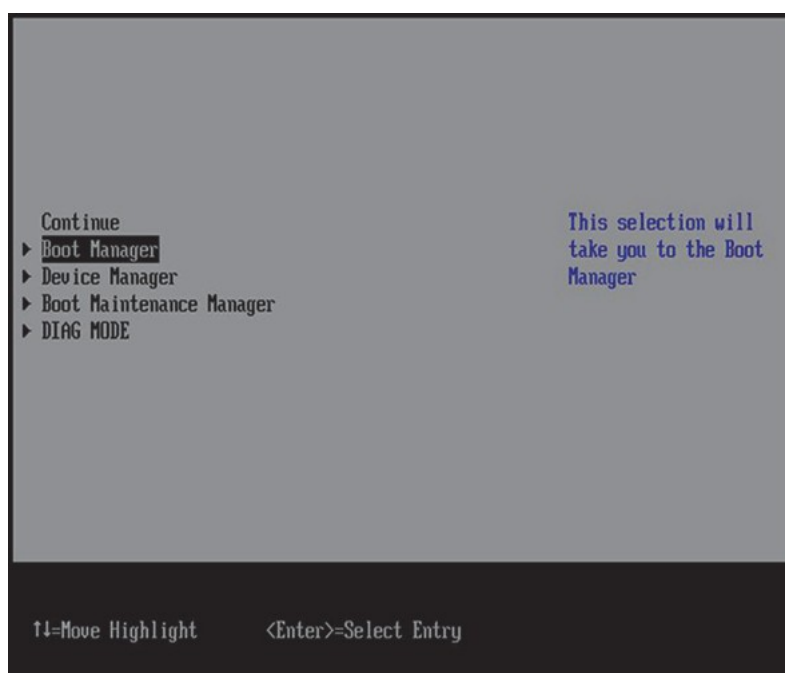 Continue
Boot Manager
Device Manager
Boot Maintenance Manager
DIAG MODE
This selection will
take you to the Boot
Manager
↑↓=Move Highlight <Enter>=Select Entry